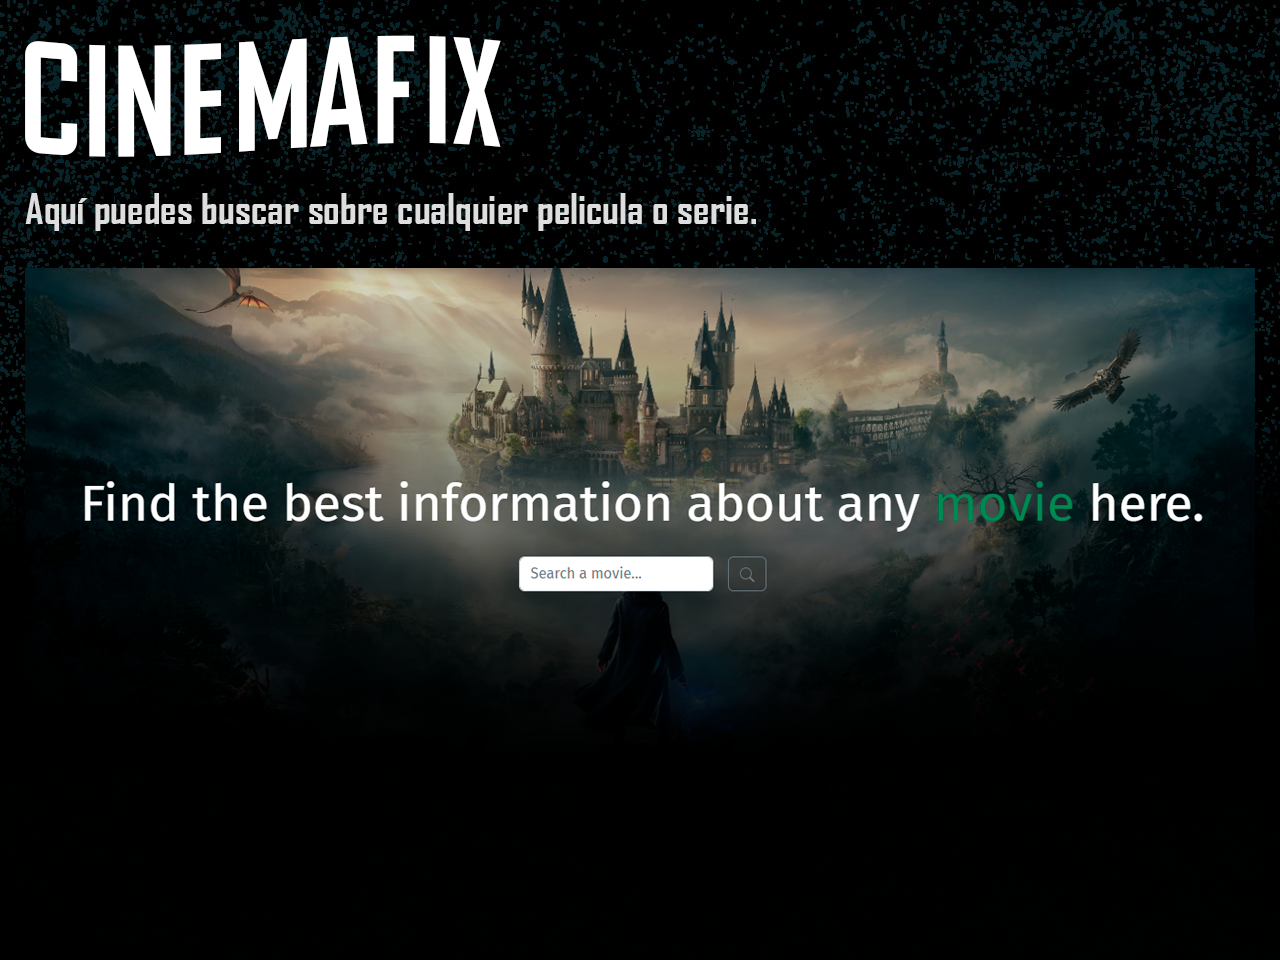 CINEMAFIX
Aquí puedes buscar sobre cualquier pelicula o serie.
Find the best information about any movie here.
Search a movie...